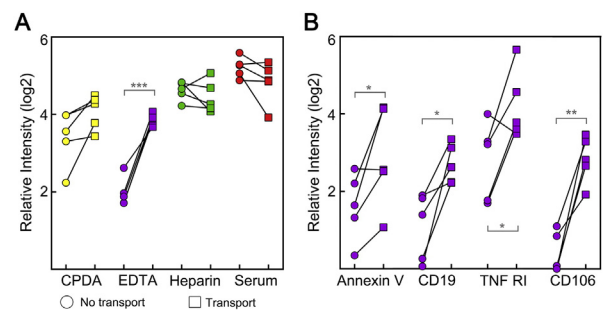 A
B
6
4
2
Relative Intensity (log2)
***
CPDA EDTA Heparin Serum
No transport Transport
6
4
2
Relative Intensity (log2)
* * * **
Annexin V CD19 TNF RI CD106